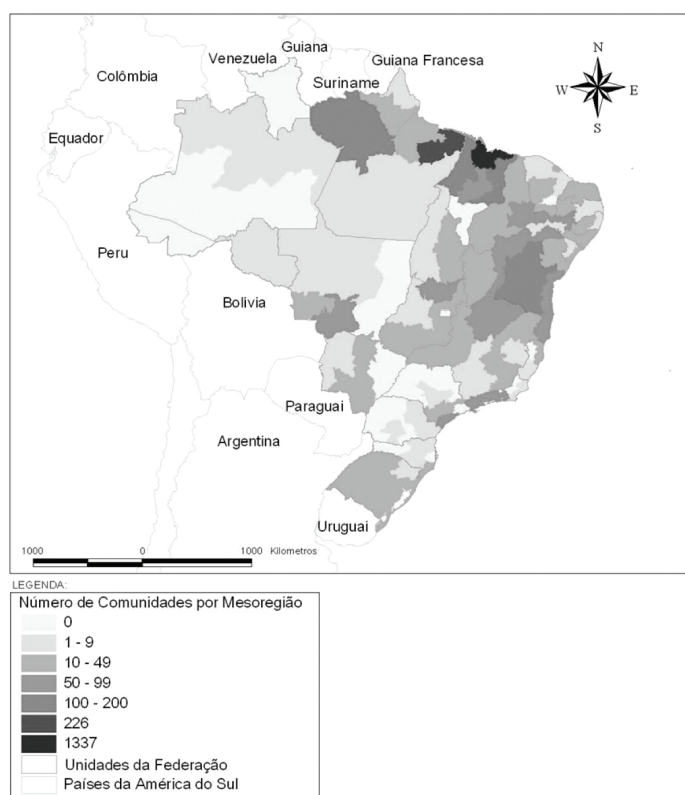 Guiana
Venezuela
Guiana Francesa
Suriname
Colômbia
Equador
Peru
Bolivia
Paraguai
Argentina
Uruguai
N
W
E
S
1000 0 1000 Kilometros
LEGENDA:
Número de Comunidades por Mesoregião
0
1 - 9
10 - 49
50 - 99
100 - 200
226
1337
Unidades da Federação
Países da América do Sul